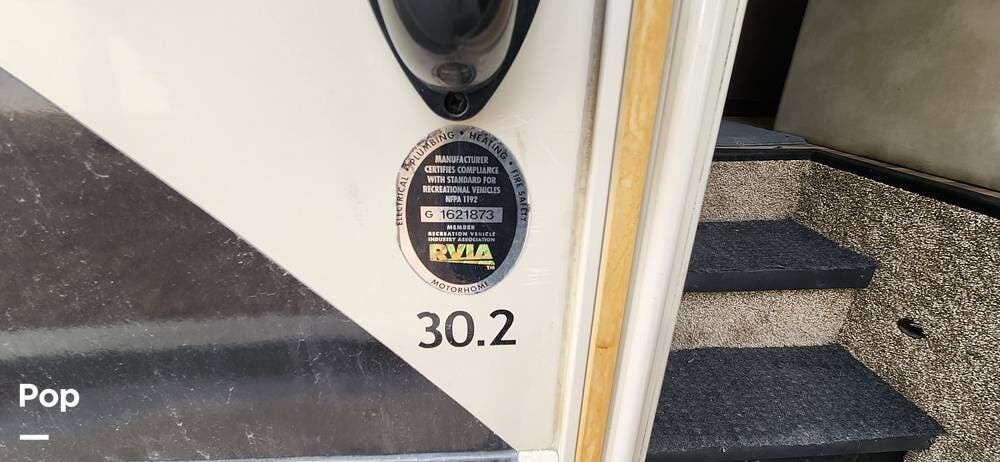 ELECTRICAL • PLUMBING • HEATING • FIRE SAFETY
MANUFACTURER
CERTIFIES COMPLIANCE
WITH STANDARD FOR
RECREATIONAL VEHICLES
NFPA 1192
G 1621873
MEMBER
RECREATION VEHICLE
INDUSTRY ASSOCIATION
RVIA
TM
MOTORHOME
30.2
Pop